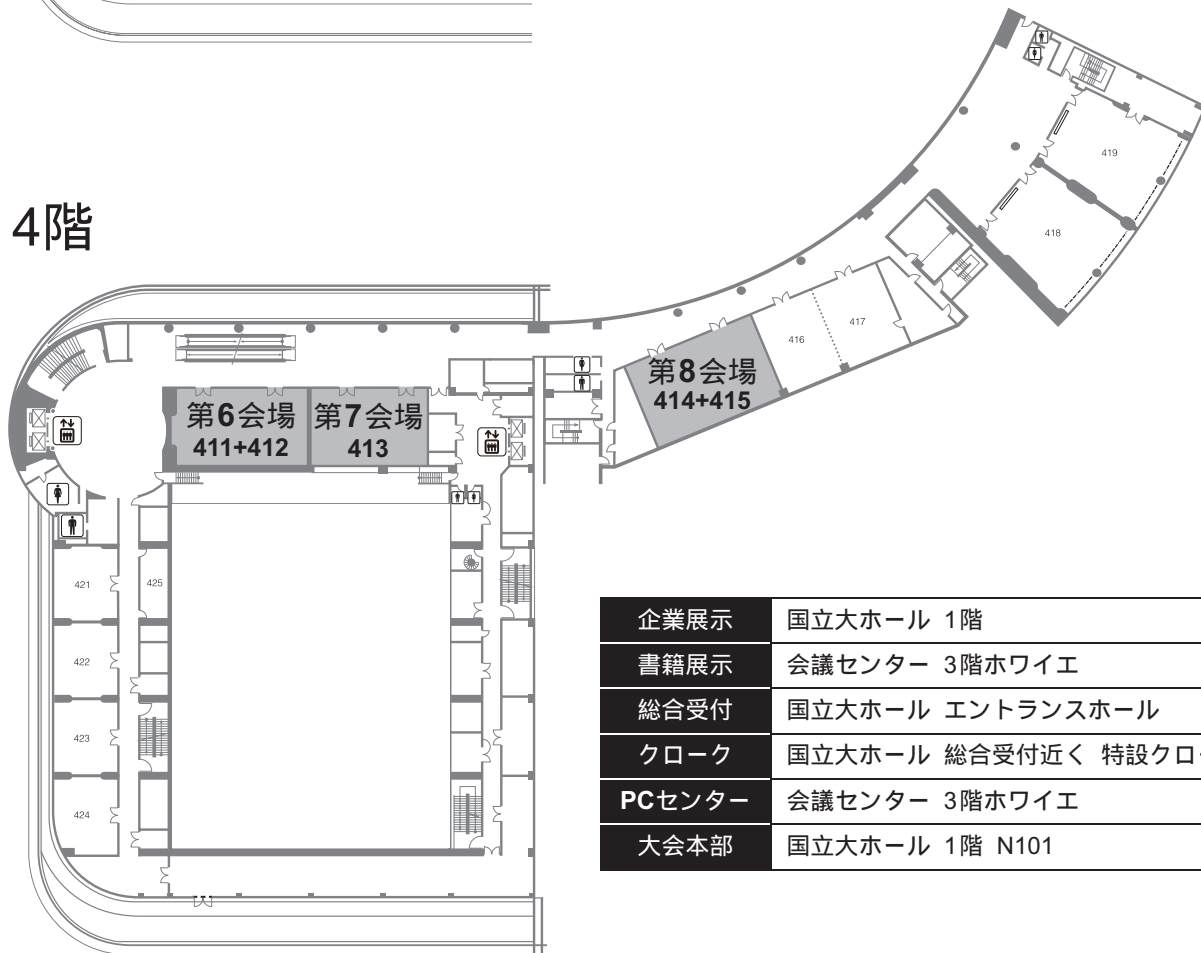 4階
419
418
417
416
第8会場
414+415
第6会場
411+412
第7会場
413
421
425
422
423
424
企業展示 国立大ホール 1階
書籍展示 会議センター 3階ホワイエ
総合受付 国立大ホール エントランスホール
クローク 国立大ホール 総合受付近く 特設クロ
PCセンター 会議センター 3階ホワイエ
大会本部 国立大ホール 1階 N101